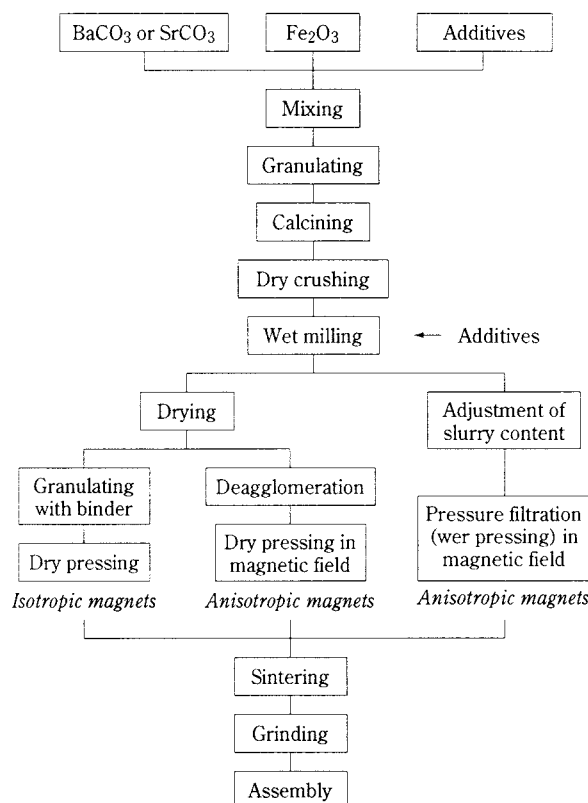 BaCO₃ or SrCO₃
Fe₂O₃
Additives
Mixing
Granulating
Calcining
Dry crushing
Wet milling
Additives
Drying
Adjustment of
slurry content
Granulating
with binder
Deagglomeration
Pressure filtration
(wer pressing) in
magnetic field
Dry pressing
Dry pressing in
magnetic field
Isotropic magnets
Anisotropic magnets
Anisotropic magnets
Sintering
Grinding
Assembly